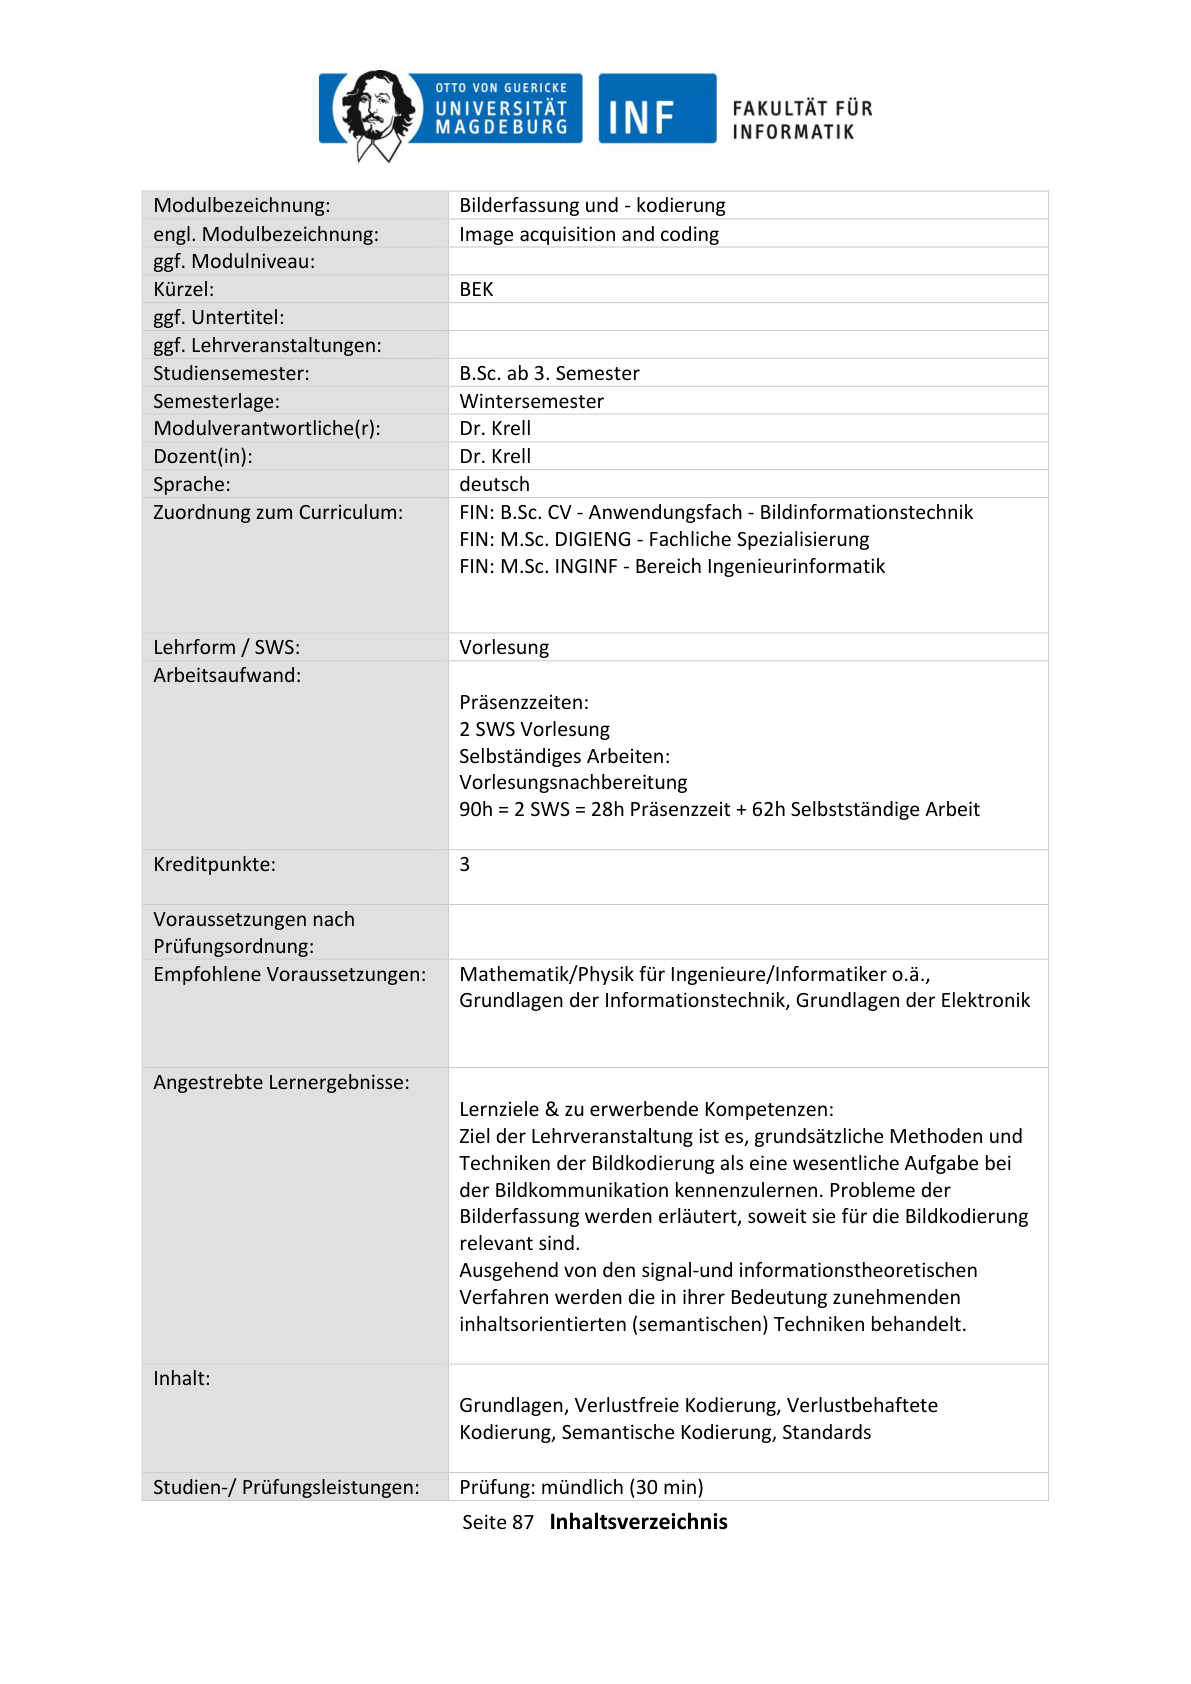 OTTO VON GUERICKE
UNIVERSITÄT
MAGDEBURG
INF
FAKULTÄT FÜR
INFORMATIK
Modulbezeichnung: Bilderfassung und - kodierung
engl. Modulbezeichnung: Image acquisition and coding
ggf. Modulniveau:
Kürzel: BEK
ggf. Untertitel:
ggf. Lehrveranstaltungen:
Studiensemester: B.Sc. ab 3. Semester
Semesterlage: Wintersemester
Modulverantwortliche(r): Dr. Krell
Dozent(in): Dr. Krell
Sprache: deutsch
Zuordnung zum Curriculum: FIN: B.Sc. CV - Anwendungsfach - Bildinformationstechnik
FIN: M.Sc. DIGIENG - Fachliche Spezialisierung
FIN: M.Sc. INGINF - Bereich Ingenieurinformatik
Lehrform / SWS: Vorlesung
Arbeitsaufwand:
Präsenzzeiten:
2 SWS Vorlesung
Selbständiges Arbeiten:
Vorlesungsnachbereitung
90h = 2 SWS = 28h Präsenzzeit + 62h Selbstständige Arbeit
Kreditpunkte: 3
Voraussetzungen nach
Prüfungsordnung:
Empfohlene Voraussetzungen: Mathematik/Physik für Ingenieure/Informatiker o.ä.,
Grundlagen der Informationstechnik, Grundlagen der Elektronik
Angestrebte Lernergebnisse:
Lernziele & zu erwerbende Kompetenzen:
Ziel der Lehrveranstaltung ist es, grundsätzliche Methoden und
Techniken der Bildkodierung als eine wesentliche Aufgabe bei
der Bildkommunikation kennenzulernen. Probleme der
Bilderfassung werden erläutert, soweit sie für die Bildkodierung
relevant sind.
Ausgehend von den signal-und informationstheoretischen
Verfahren werden die in ihrer Bedeutung zunehmenden
inhaltsorientierten (semantischen) Techniken behandelt.
Inhalt:
Grundlagen, Verlustfreie Kodierung, Verlustbehaftete
Kodierung, Semantische Kodierung, Standards
Studien-/ Prüfungsleistungen: Prüfung: mündlich (30 min)
Seite 87 Inhaltsverzeichnis